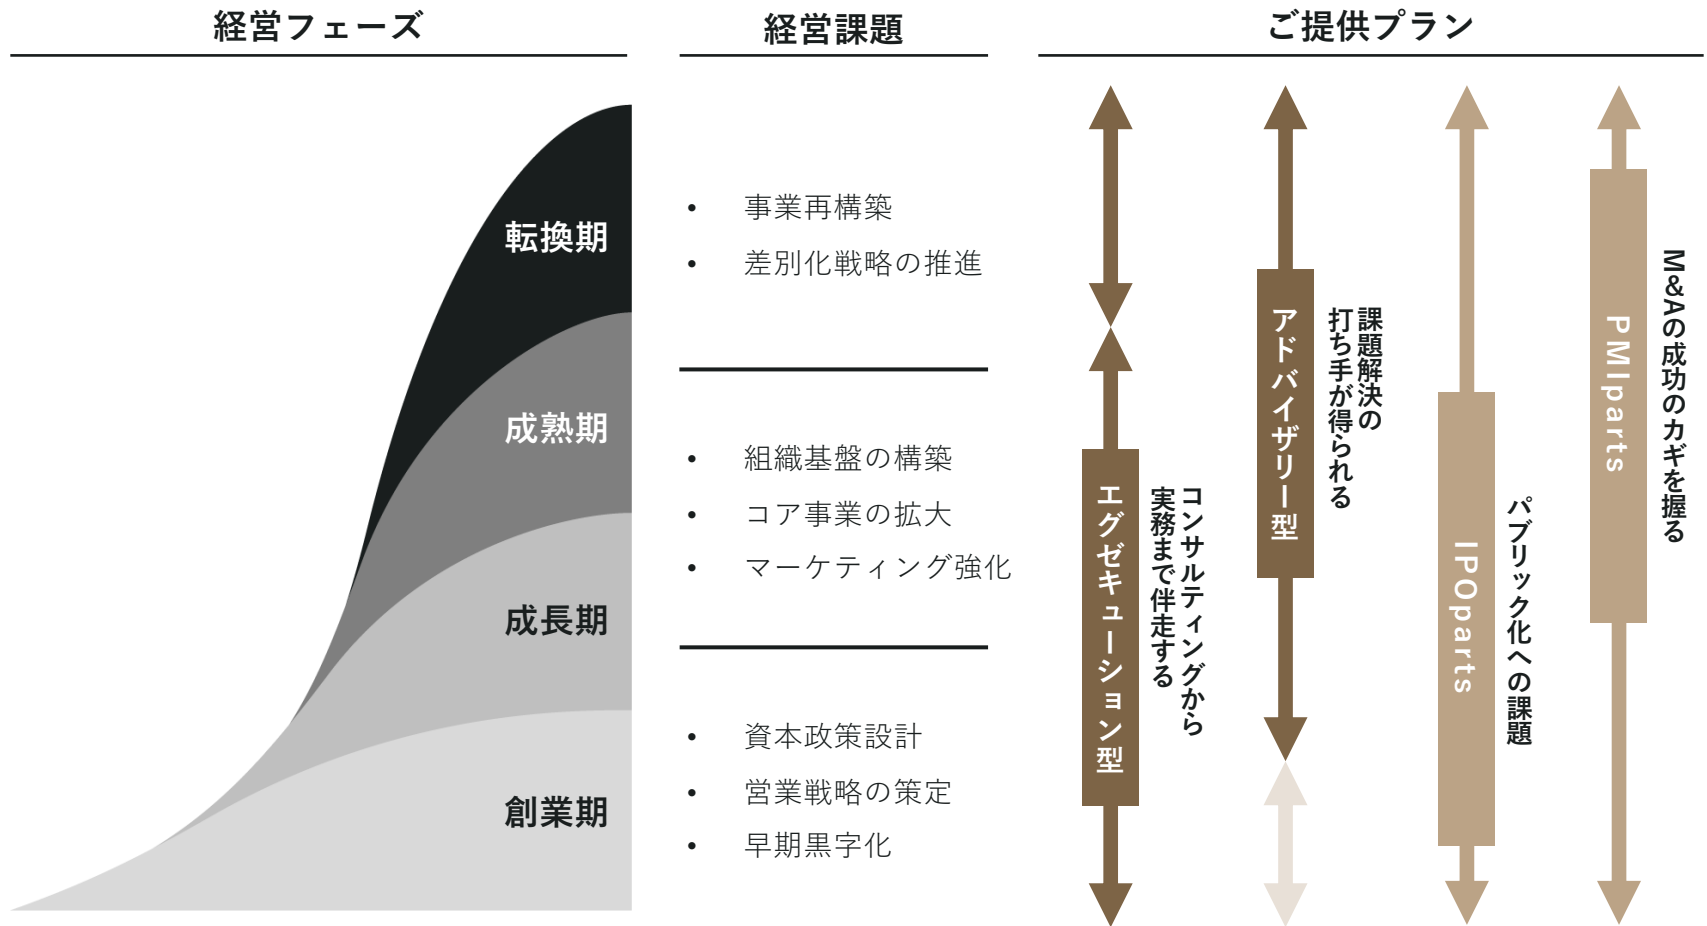 経営フェーズ
経営課題
ご提供プラン
転換期
成熟期
成長期
創業期
• 事業再構築
• 差別化戦略の推進
• 組織基盤の構築
• コア事業の拡大
• マーケティング強化
• 資本政策設計
• 営業戦略の策定
• 早期黒字化
エグゼキューション型
コンサルティングから
実務まで伴走する
アドバイザリー型
課題解決の
打ち手が得られる
IPOparts
パブリック化への課題
PMIparts
M&Aの成功のカギを握る